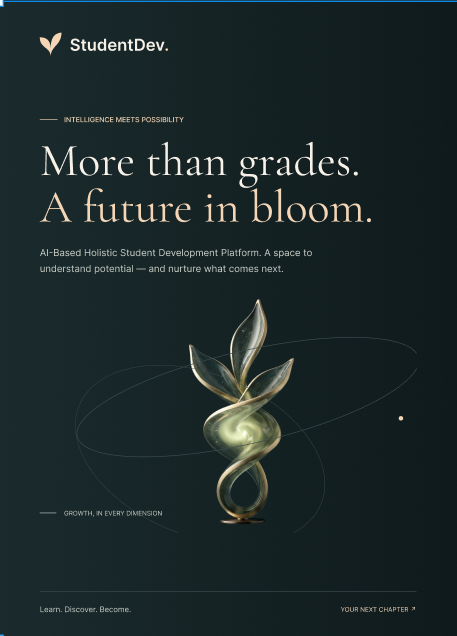 StudentDev.
INTELLIGENCE MEETS POSSIBILITY
More than grades.
A future in bloom.
AI-Based Holistic Student Development Platform. A space to
understand potential — and nurture what comes next.
GROWTH, IN EVERY DIMENSION
Learn. Discover. Become.
YOUR NEXT CHAPTER ↗